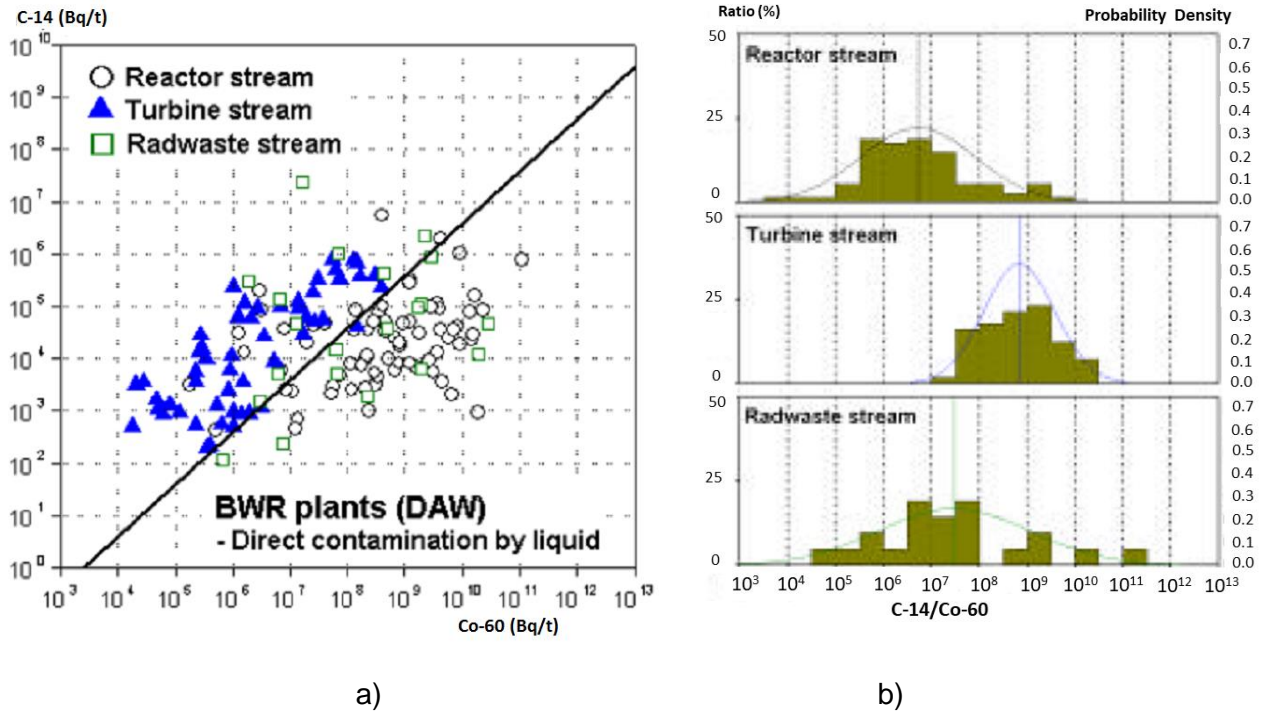 C-14 (Bq/t)
10^10
10^9
10^8
10^7
10^6
10^5
10^4
10^3
10^2
10^1
10^0
Reactor stream
Turbine stream
Radwaste stream
BWR plants (DAW)
- Direct contamination by liquid
10^3 10^4 10^5 10^6 10^7 10^8 10^9 10^10 10^11 10^12 10^13
Co-60 (Bq/t)
a)
Ratio (%) Probability Density
Reactor stream
50
25
0
0.7
0.6
0.5
0.4
0.3
0.2
0.1
0.0
Turbine stream
50
25
0
0.7
0.6
0.5
0.4
0.3
0.2
0.1
0.0
Radwaste stream
50
25
0
0.7
0.6
0.5
0.4
0.3
0.2
0.1
0.0
10^3 10^4 10^5 10^6 10^7 10^8 10^9 10^10 10^11 10^12 10^13
C-14/Co-60
b)